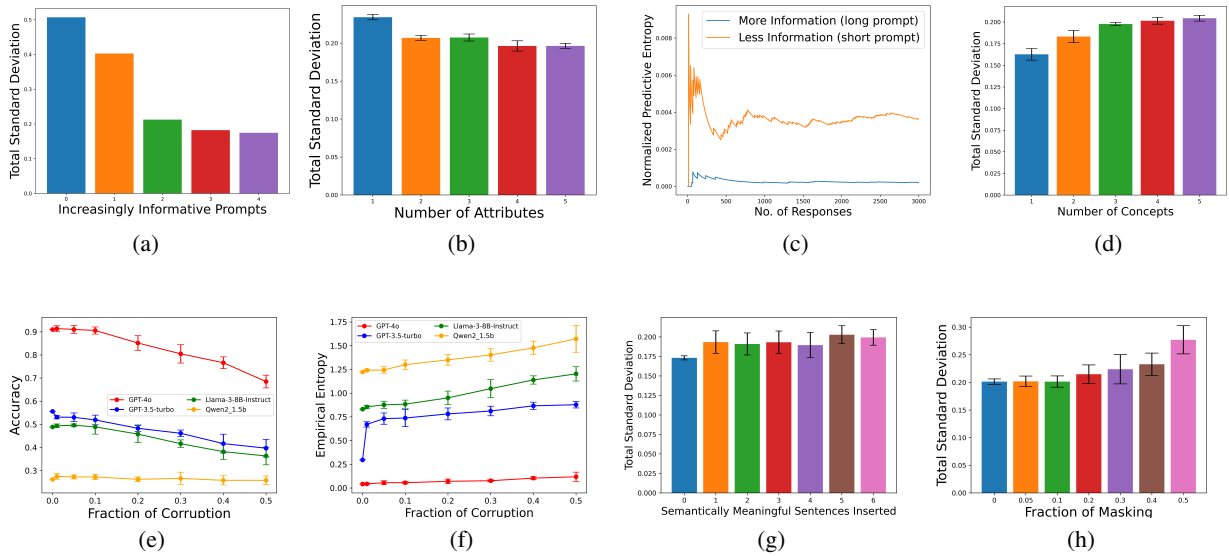 Total Standard Deviation
0.5
0.4
0.3
0.2
0.1
0.0
0 1 2 3 4
Increasingly Informative Prompts
(a)
Total Standard Deviation
0.20
0.15
0.10
0.05
0.00
1 2 3 4 5
Number of Attributes
(b)
Normalized Predictive Entropy
0.008
0.006
0.004
0.002
0.000
More Information (long prompt)
Less Information (short prompt)
0 500 1000 1500 2000 2500 3000
No. of Responses
(c)
Total Standard Deviation
0.200
0.175
0.150
0.125
0.100
0.075
0.050
0.025
0.000
1 2 3 4 5
Number of Concepts
(d)
Accuracy
0.9
0.8
0.7
0.6
0.5
0.4
0.3
GPT-4o
GPT-3.5-turbo
Llama-3-8B-Instruct
Qwen2_1.5b
0.0 0.1 0.2 0.3 0.4 0.5
Fraction of Corruption
(e)
Empirical Entropy
1.75
1.50
1.25
1.00
0.75
0.50
0.25
0.00
GPT-4o
GPT-3.5-turbo
Llama-3-8B-Instruct
Qwen2_1.5b
0.0 0.1 0.2 0.3 0.4 0.5
Fraction of Corruption
(f)
Total Standard Deviation
0.200
0.175
0.150
0.125
0.100
0.075
0.050
0.025
0.000
0 1 2 3 4 5 6
Semantically Meaningful Sentences Inserted
(g)
Total Standard Deviation
0.30
0.25
0.20
0.15
0.10
0.05
0.00
0 0.05 0.1 0.2 0.3 0.4 0.5
Fraction of Masking
(h)